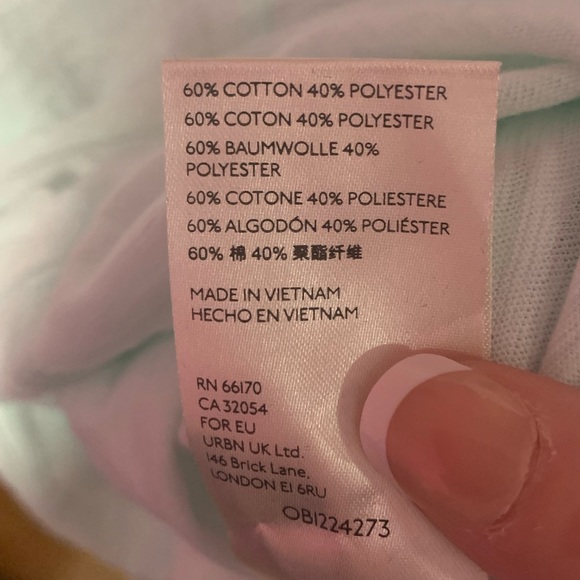 60% COTTON 40% POLYESTER
60% COTON 40% POLYESTER
60% BAUMWOLLE 40%
POLYESTER
60% COTONE 40% POLIESTERE
60% ALGODÓN 40% POLIÉSTER
60% 棉 40% 聚酯纤维
MADE IN VIETNAM
HECHO EN VIETNAM
RN 66170
CA 32054
FOR EU
URBN UK Ltd.
146 Brick Lane,
LONDON E1 6RU
OB1224273